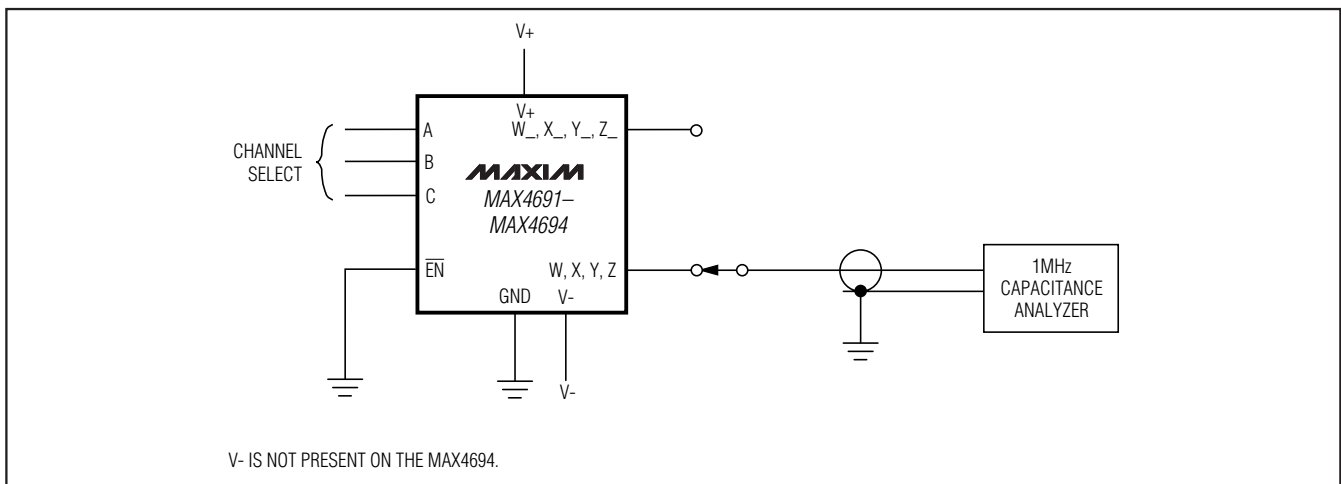 V+
V+
A
W_, X_, Y_, Z_
CHANNEL
SELECT
B
MAXIM
C
MAX4691–
MAX4694
EN
W, X, Y, Z
GND
V-
1MHz
CAPACITANCE
ANALYZER
V-
V- IS NOT PRESENT ON THE MAX4694.